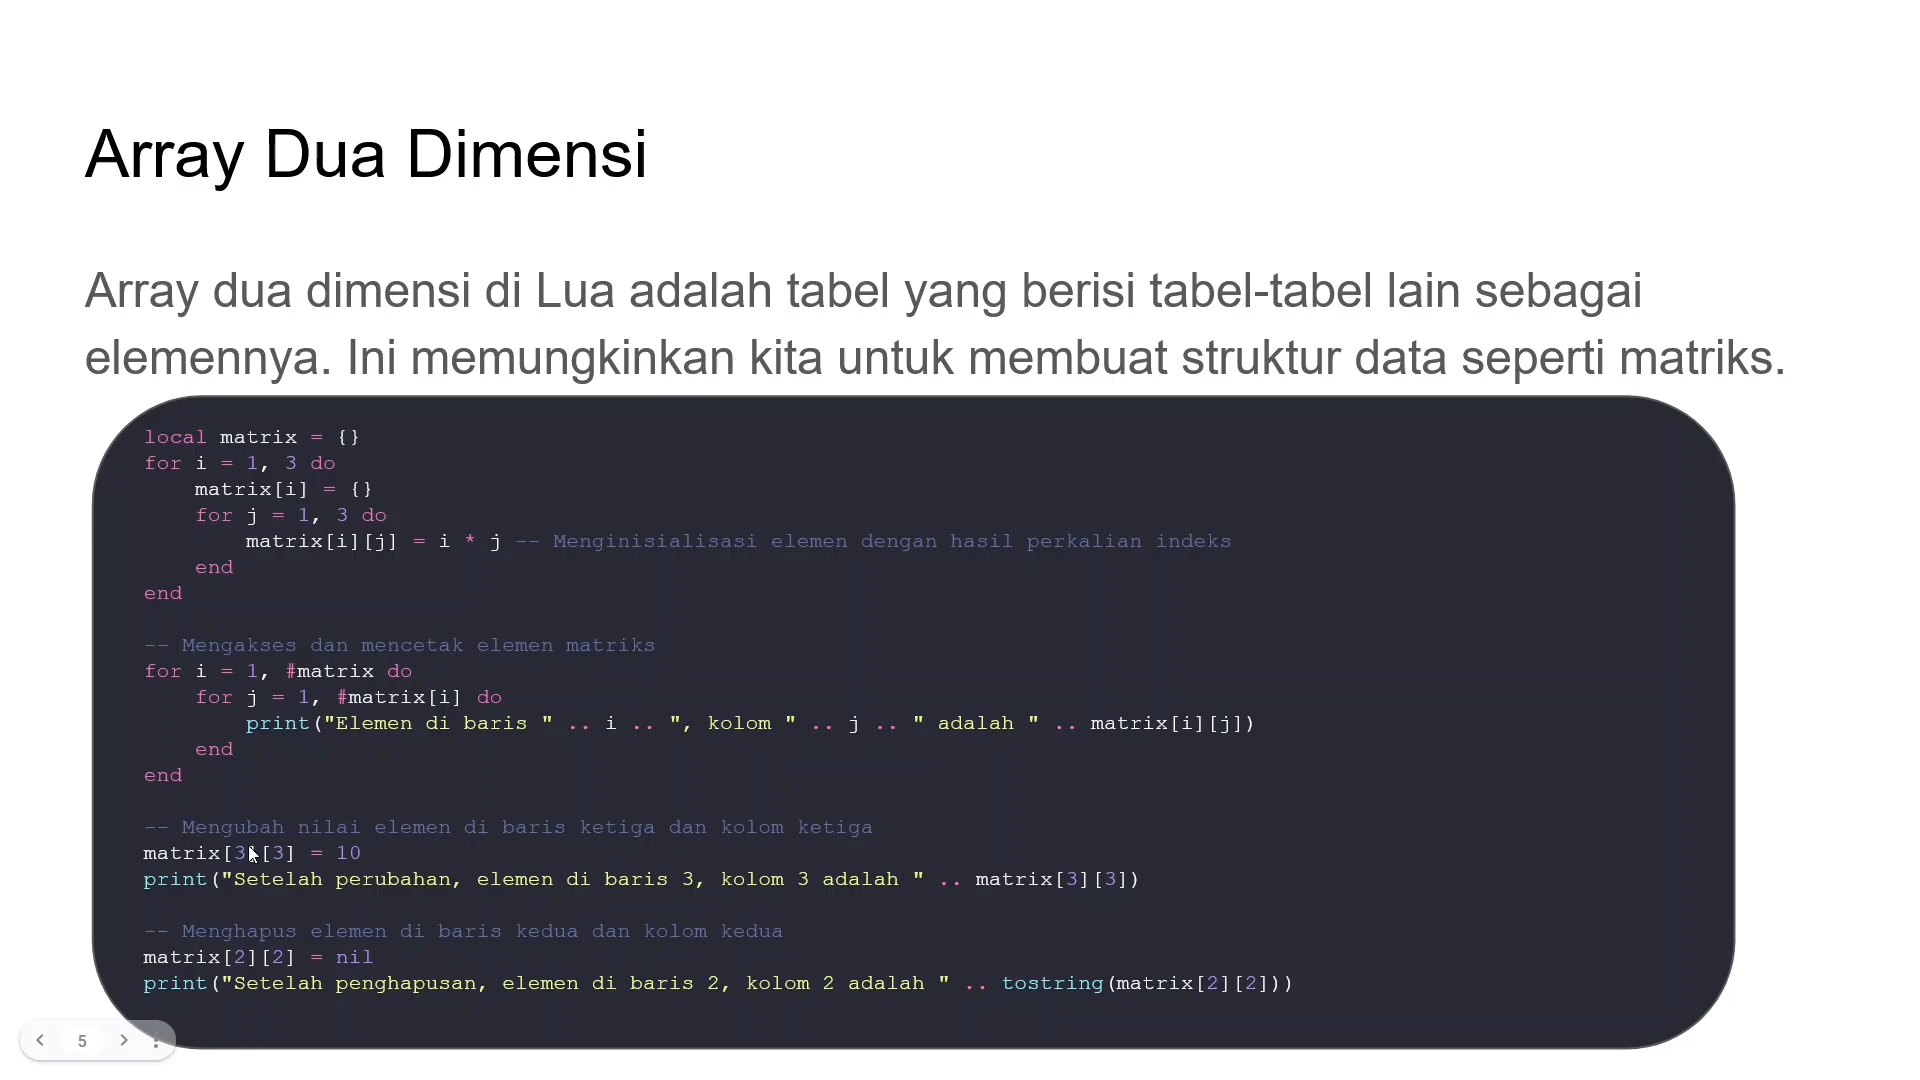 Array Dua Dimensi
Array dua dimensi di Lua adalah tabel yang berisi tabel-tabel lain sebagai
elemennya. Ini memungkinkan kita untuk membuat struktur data seperti matriks.
local matrix = {}
for i = 1, 3 do
    matrix[i] = {}
    for j = 1, 3 do
        matrix[i][j] = i * j -- Menginisialisasi elemen dengan hasil perkalian indeks
    end
end
-- Mengakses dan mencetak elemen matriks
for i = 1, #matrix do
    for j = 1, #matrix[i] do
        print("Elemen di baris " .. i .. ", kolom " .. j .. " adalah " .. matrix[i][j])
    end
end
-- Mengubah nilai elemen di baris ketiga dan kolom ketiga
matrix[3][3] = 10
print("Setelah perubahan, elemen di baris 3, kolom 3 adalah " .. matrix[3][3])
-- Menghapus elemen di baris kedua dan kolom kedua
matrix[2][2] = nil
print("Setelah penghapusan, elemen di baris 2, kolom 2 adalah " .. tostring(matrix[2][2]))
5